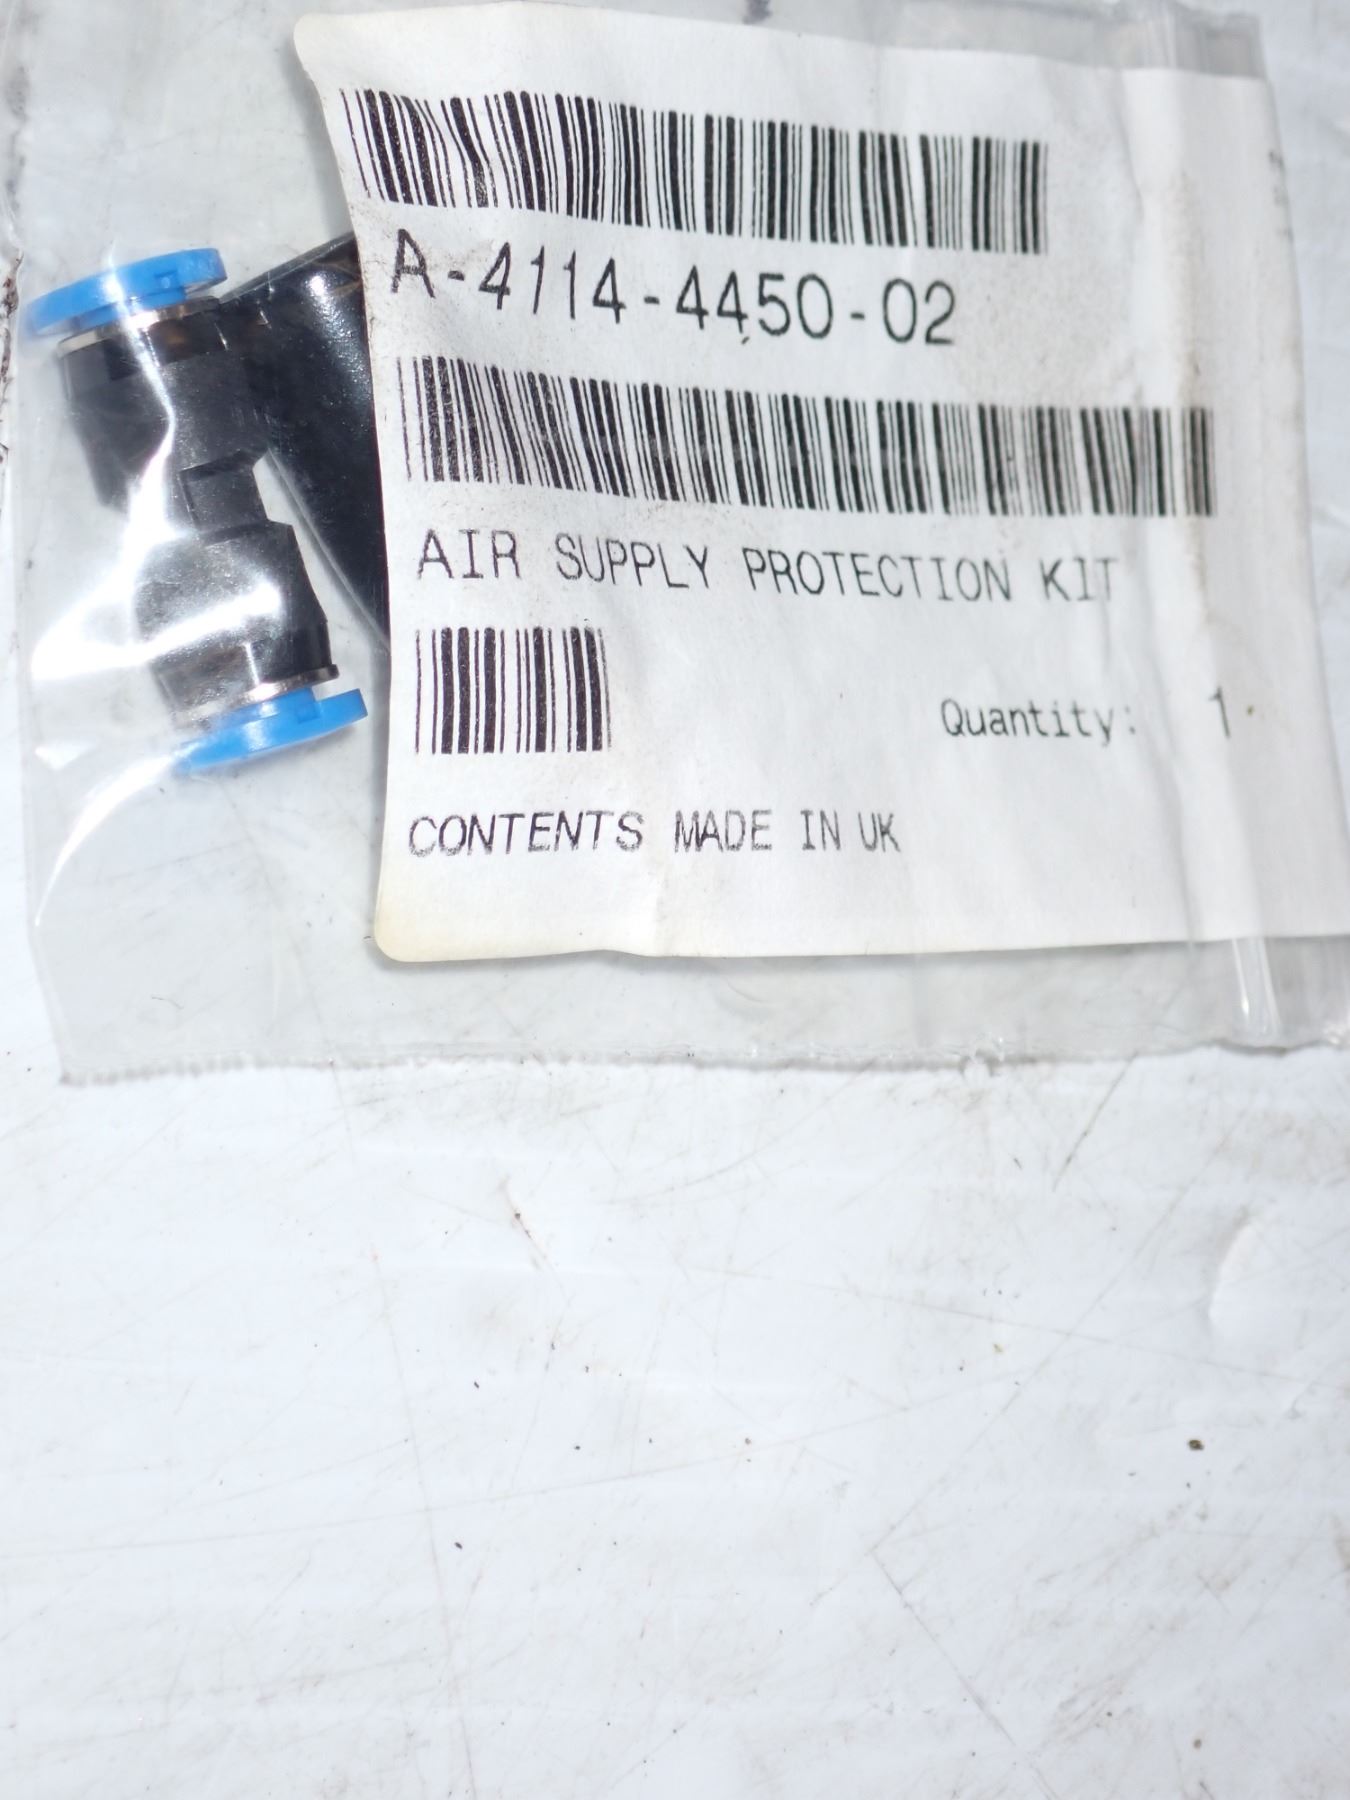 A-4114-4450-02
AIR SUPPLY PROTECTION KIT
Quantity: 1
CONTENTS MADE IN UK